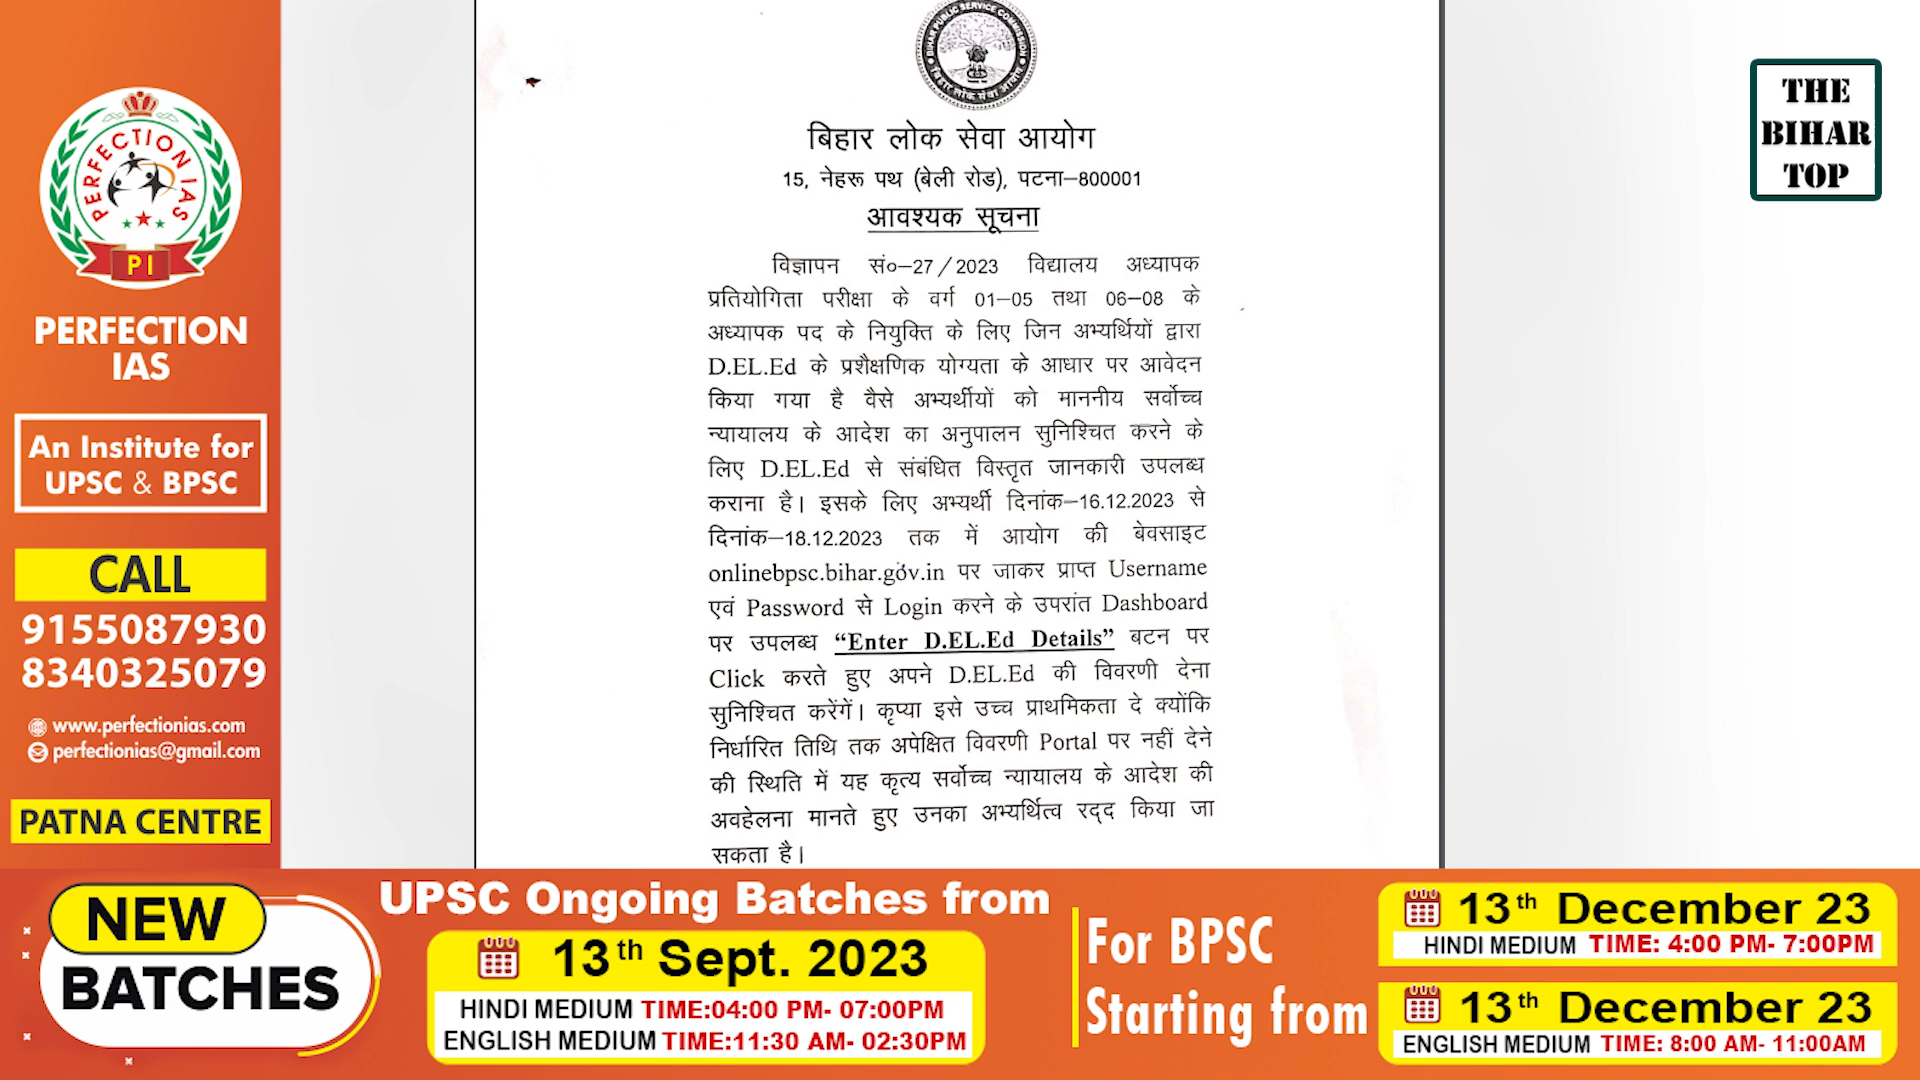 PERFECTION IAS
PI
PERFECTION
IAS
An Institute for
UPSC & BPSC
CALL
9155087930
8340325079
www.perfectionias.com
perfectionias@gmail.com
PATNA CENTRE
BIHAR PUBLIC SERVICE COMMISSION
बिहार लोक सेवा आयोग
बिहार लोक सेवा आयोग
15, नेहरू पथ (बेली रोड), पटना–800001
आवश्यक सूचना
विज्ञापन सं०–27/2023 विद्यालय अध्यापक
प्रतियोगिता परीक्षा के वर्ग 01–05 तथा 06–08 के
अध्यापक पद के नियुक्ति के लिए जिन अभ्यर्थियों द्वारा
D.EL.Ed के प्रशैक्षणिक योग्यता के आधार पर आवेदन
किया गया है वैसे अभ्यर्थीयों को माननीय सर्वोच्च
न्यायालय के आदेश का अनुपालन सुनिश्चित करने के
लिए D.EL.Ed से संबंधित विस्तृत जानकारी उपलब्ध
कराना है। इसके लिए अभ्यर्थी दिनांक–16.12.2023 से
दिनांक–18.12.2023 तक में आयोग की बेवसाइट
onlinebpsc.bihar.gov.in पर जाकर प्राप्त Username
एवं Password से Login करने के उपरांत Dashboard
पर उपलब्ध “Enter D.EL.Ed Details” बटन पर
Click करते हुए अपने D.EL.Ed की विवरणी देना
सुनिश्चित करेंगें। कृप्या इसे उच्च प्राथमिकता दे क्योंकि
निर्धारित तिथि तक अपेक्षित विवरणी Portal पर नहीं देने
की स्थिति में यह कृत्य सर्वोच्च न्यायालय के आदेश की
अवहेलना मानते हुए उनका अभ्यर्थित्व रद्द किया जा
सकता है।
THE
BIHAR
TOP
NEW
BATCHES
UPSC Ongoing Batches from
13th Sept. 2023
HINDI MEDIUM TIME:04:00 PM- 07:00PM
ENGLISH MEDIUM TIME:11:30 AM- 02:30PM
For BPSC
Starting from
13th December 23
HINDI MEDIUM TIME: 4:00 PM- 7:00PM
13th December 23
ENGLISH MEDIUM TIME: 8:00 AM- 11:00AM